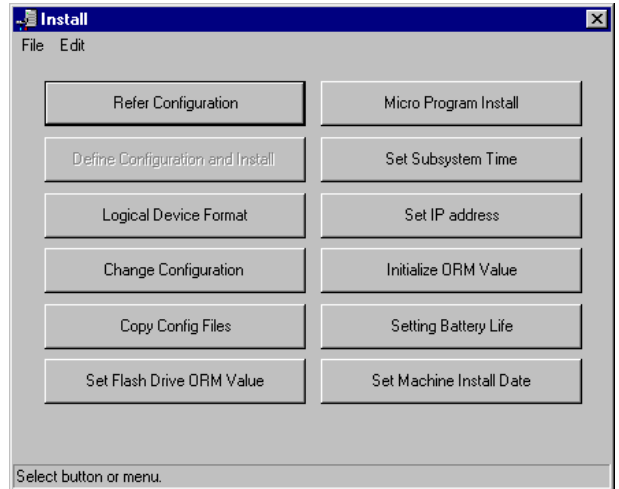 Install
File Edit
Refer Configuration Micro Program Install
Define Configuration and Install Set Subsystem Time
Logical Device Format Set IP address
Change Configuration Initialize ORM Value
Copy Config Files Setting Battery Life
Set Flash Drive ORM Value Set Machine Install Date
Select button or menu.